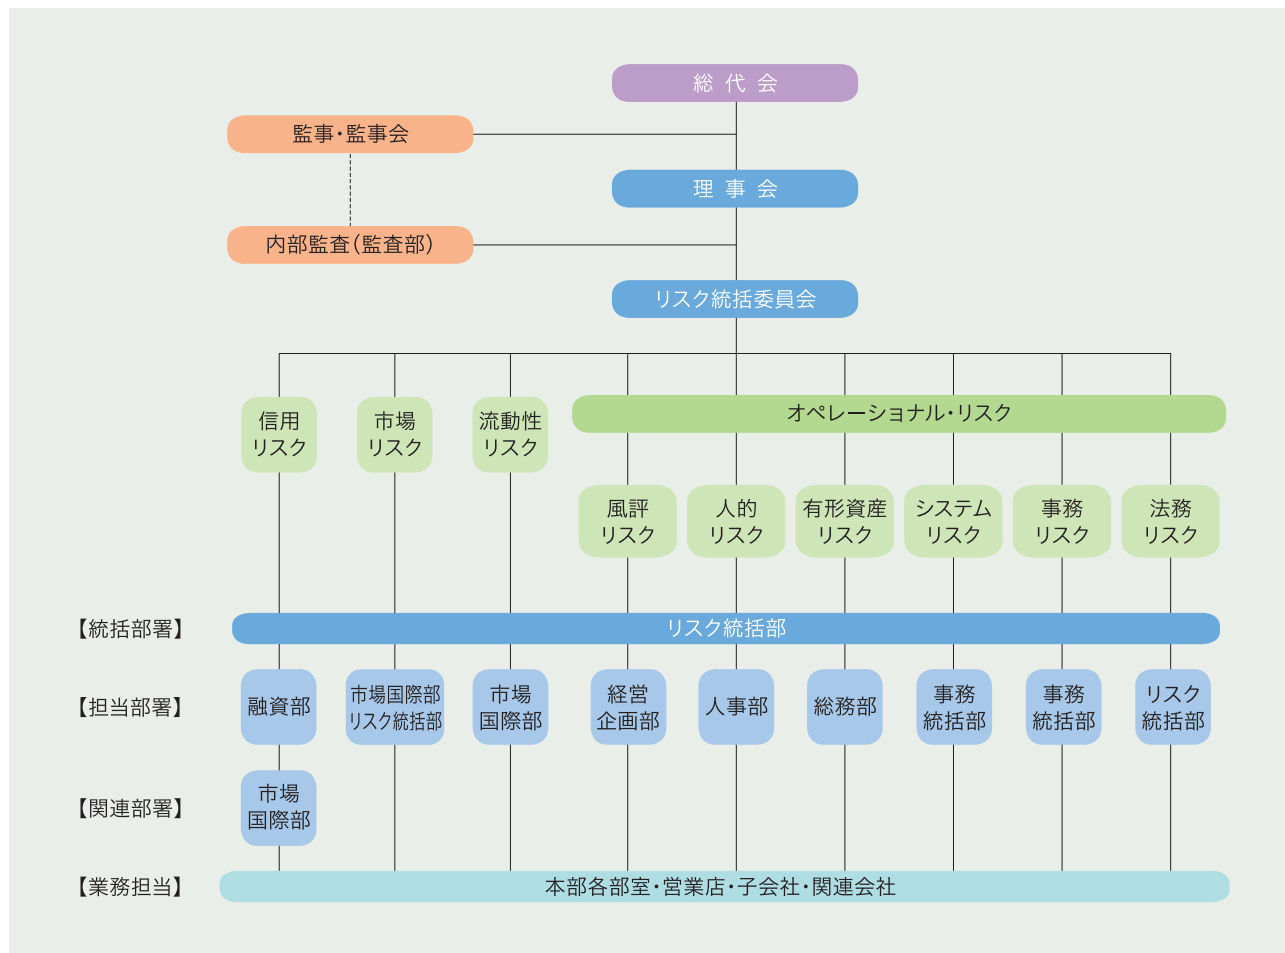 総代会
監事・監事会
理事会
内部監査(監査部)
リスク統括委員会
信用
リスク
市場
リスク
流動性
リスク
オペレーショナル・リスク
風評
リスク
人的
リスク
有形資産
リスク
システム
リスク
事務
リスク
法務
リスク
【統括部署】
リスク統括部
【担当部署】
融資部
市場国際部
リスク統括部
市場
国際部
経営
企画部
人事部
総務部
事務
統括部
事務
統括部
リスク
統括部
【関連部署】
市場
国際部
【業務担当】
本部各部室・営業店・子会社・関連会社